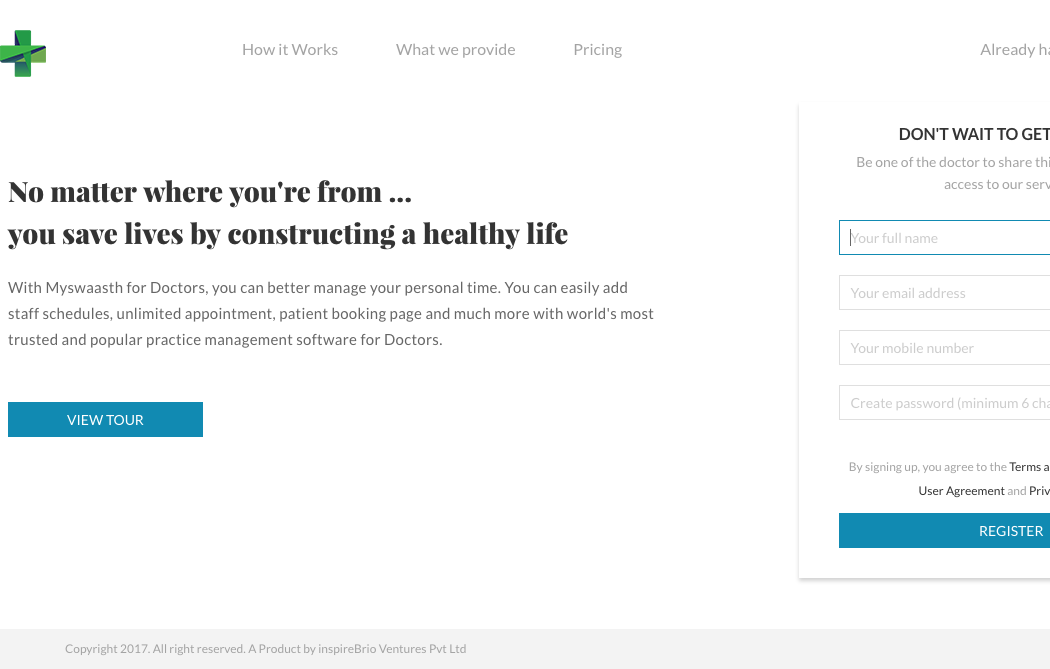 How it Works
What we provide
Pricing
Already
DON'T WAIT TO GET
Be one of the doctor to share
access to our
No matter where you're from ...
you save lives by constructing a healthy life
Your full name
With Myswaasth for Doctors, you can better manage your personal time. You can easily add
staff schedules, unlimited appointment, patient booking page and much more with world's most
trusted and popular practice management software for Doctors.
Your email address
Your mobile number
Create password (minimum 6
VIEW TOUR
By signing up, you agree to the Terms
User Agreement and
REGISTER
Copyright 2017. All right reserved. A Product by inspireBrio Ventures Pvt Ltd